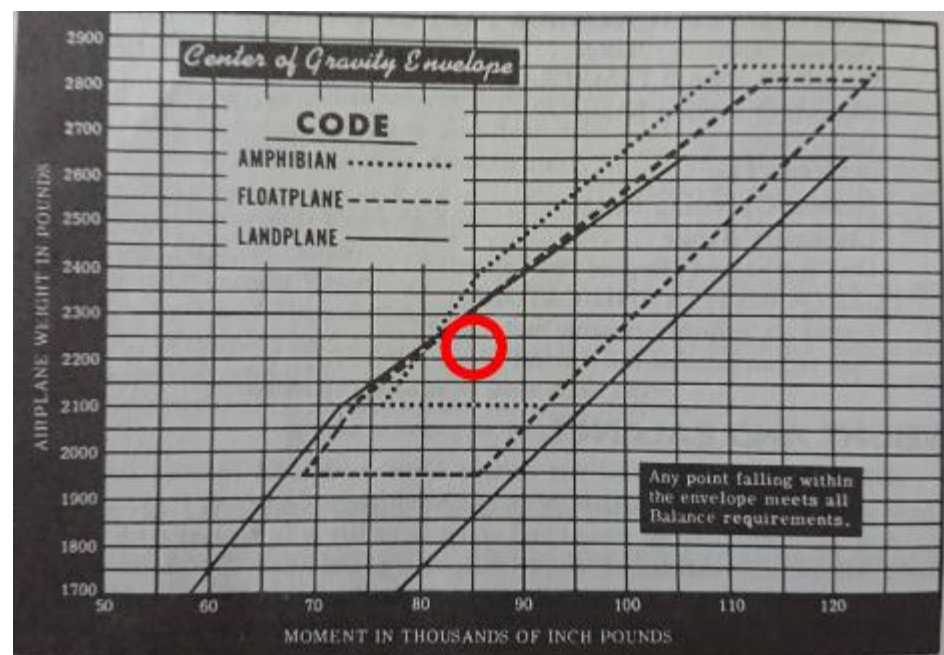 Center of Gravity Envelope
CODE
AMPHIBIAN
FLOATPLANE
LANDPLANE
AIRPLANE WEIGHT IN POUNDS
2900
2800
2700
2600
2500
2400
2300
2200
2100
2000
1900
1800
1700
Any point falling within
the envelope meets all
Balance requirements.
50 60 70 80 90 100 110 120
MOMENT IN THOUSANDS OF INCH POUNDS